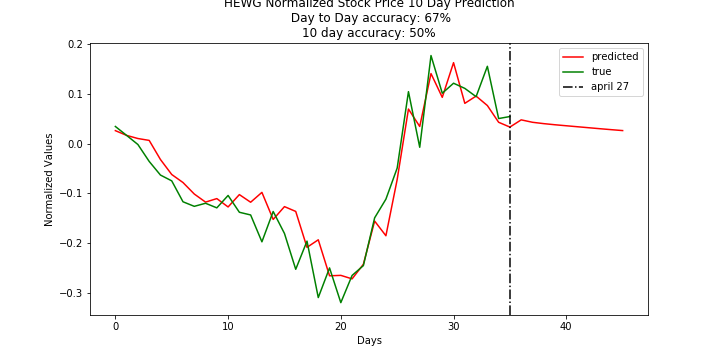 HEWG Normalized Stock Price 10 Day Prediction
Day to Day accuracy: 67%
10 day accuracy: 50%
0.2
0.1
0.0
−0.1
−0.2
−0.3
Normalized Values
predicted
true
april 27
0
10
20
30
40
Days